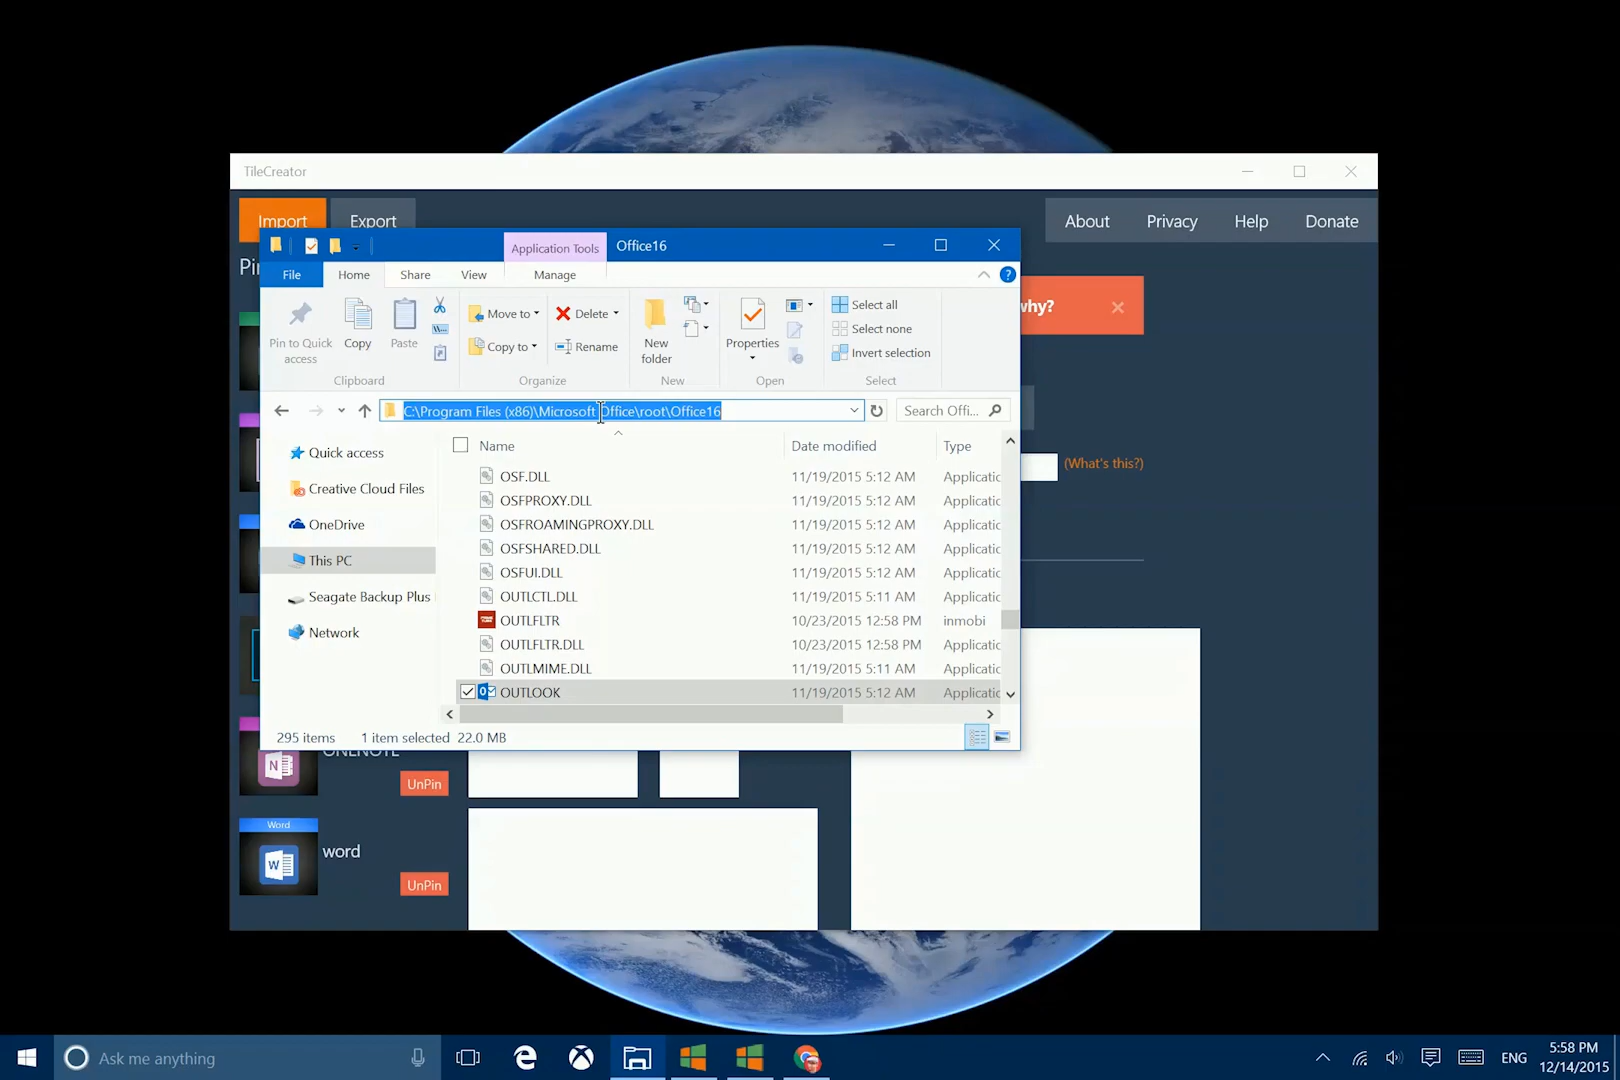 TileCreator
Import
Export
About
Privacy
Help
Donate
Application Tools
Office16
File
Home
Share
View
Manage
Pin to Quick access
Copy
Paste
Move to
Copy to
Delete
Rename
New folder
Properties
Select all
Select none
Invert selection
Clipboard
Organize
New
Open
Select
why?
C:\Program Files (x86)\Microsoft Office\root\Office16
Search Offi...
Name
Date modified
Type
Quick access
Creative Cloud Files
OneDrive
This PC
Seagate Backup Plus
Network
OSF.DLL 11/19/2015 5:12 AM Applicatic
OSFPROXY.DLL 11/19/2015 5:12 AM Applicatic
OSFROAMINGPROXY.DLL 11/19/2015 5:12 AM Applicatic
OSFSHARED.DLL 11/19/2015 5:12 AM Applicatic
OSFUI.DLL 11/19/2015 5:12 AM Applicatic
OUTLCTL.DLL 11/19/2015 5:11 AM Applicatic
OUTLFLTR 10/23/2015 12:58 PM inmobi
OUTLFLTR.DLL 10/23/2015 12:58 PM Applicatic
OUTLMIME.DLL 11/19/2015 5:11 AM Applicatic
OUTLOOK 11/19/2015 5:12 AM Applicatic
295 items
1 item selected 22.0 MB
(What's this?)
ONENOTE
UnPin
Word
word
UnPin
Ask me anything
ENG
5:58 PM
12/14/2015